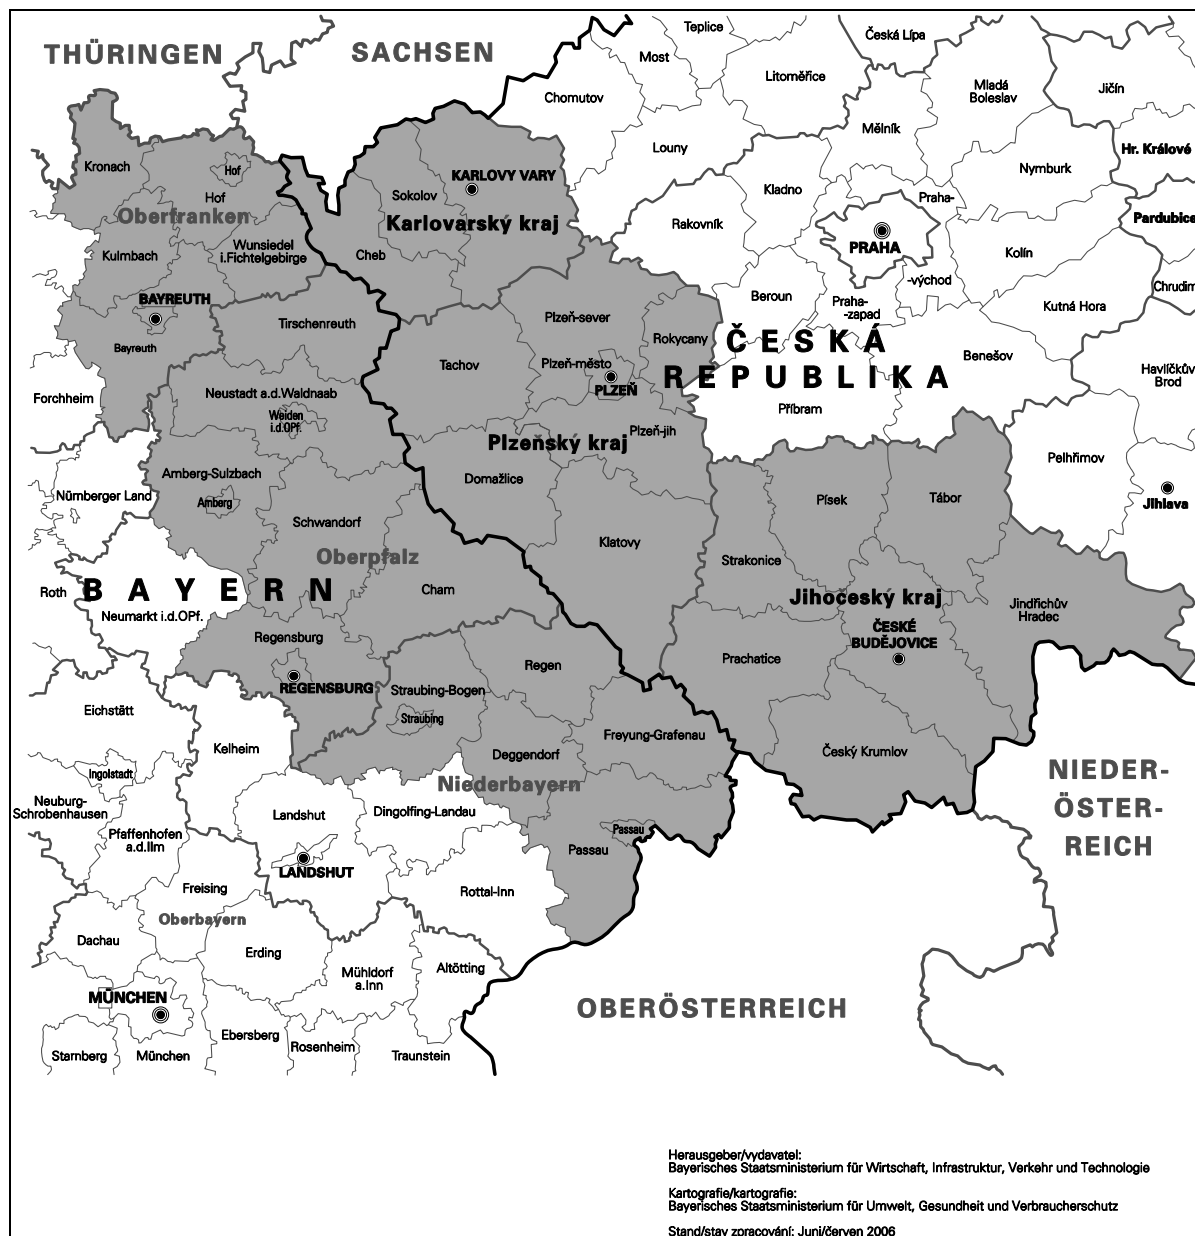 THÜRINGEN
SACHSEN
Teplice
Česká Lípa
Most
Litoměřice
Mladá
Boleslav
Jičín
Chomutov
Mělník
Louny
Hr. Králové
Kronach
Hof
Nymburk
KARLOVY VARY
Kladno
Sokolov
Hof
Praha-
Oberfranken
Karlovarský kraj
Rakovník
Pardubice
Wunsiedel
i.Fichtelgebirge
PRAHA
Kulmbach
Cheb
Kolín
-východ
Chrudim
BAYREUTH
Beroun
Praha-
-zapad
Kutná Hora
Tirschenreuth
Plzeň-sever
Rokycany
ČESKÁ
REPUBLIKA
Bayreuth
Benešov
Tachov
Plzeň-město
PLZEŇ
Havlíčkův
Brod
Forchheim
Neustadt a.d.Waldnaab
Weiden
i.d.OPf.
Příbram
Plzeň-jih
Plzeňský kraj
Pelhřimov
Amberg-Sulzbach
Domažlice
Nürnberger Land
Amberg
Písek
Tábor
Jihlava
Schwandorf
Klatovy
Oberpfalz
Strakonice
Roth
BAYERN
Cham
Jihočeský kraj
Neumarkt i.d.OPf.
Jindřichův
Hradec
Regensburg
ČESKÉ
BUDĚJOVICE
Regen
Prachatice
REGENSBURG
Straubing-Bogen
Straubing
Eichstätt
Kelheim
Freyung-Grafenau
Deggendorf
Český Krumlov
Ingolstadt
Niederbayern
NIEDER-
ÖSTER-
REICH
Neuburg-
Schrobenhausen
Landshut
Dingolfing-Landau
Pfaffenhofen
a.d.Ilm
Passau
Passau
LANDSHUT
Freising
Rottal-Inn
Oberbayern
Dachau
Erding
Mühldorf
a.Inn
Altötting
MÜNCHEN
OBERÖSTERREICH
Ebersberg
Rosenheim
Starnberg
München
Traunstein
Herausgeber/vydavatel:
Bayerisches Staatsministerium für Wirtschaft, Infrastruktur, Verkehr und Technologie
Kartografie/kartografie:
Bayerisches Staatsministerium für Umwelt, Gesundheit und Verbraucherschutz
Stand/stav zpracování: Juni/červen 2006